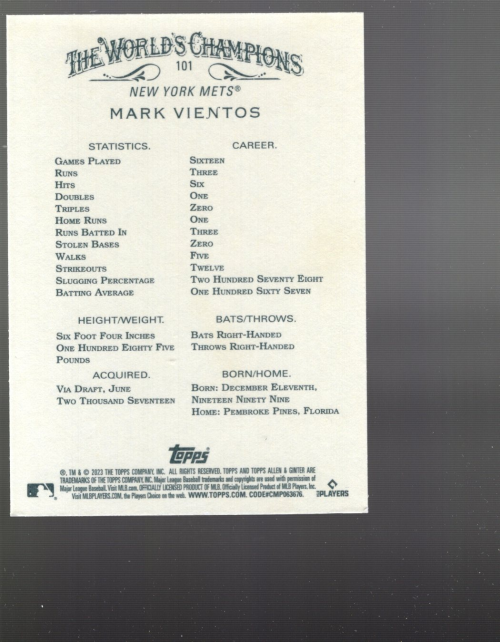 THE WORLD'S CHAMPIONS
101
NEW YORK METS®
MARK VIENTOS
STATISTICS. CAREER.
GAMES PLAYED SIXTEEN
RUNS THREE
HITS SIX
DOUBLES ONE
TRIPLES ZERO
HOME RUNS ONE
RUNS BATTED IN THREE
STOLEN BASES ZERO
WALKS FIVE
STRIKEOUTS TWELVE
SLUGGING PERCENTAGE TWO HUNDRED SEVENTY EIGHT
BATTING AVERAGE ONE HUNDRED SIXTY SEVEN
HEIGHT/WEIGHT. BATS/THROWS.
SIX FOOT FOUR INCHES BATS RIGHT-HANDED
ONE HUNDRED EIGHTY FIVE THROWS RIGHT-HANDED
POUNDS
ACQUIRED. BORN/HOME.
VIA DRAFT, JUNE BORN: DECEMBER ELEVENTH,
TWO THOUSAND SEVENTEEN NINETEEN NINETY NINE
HOME: PEMBROKE PINES, FLORIDA
Topps
®, TM & © 2023 THE TOPPS COMPANY, INC. ALL RIGHTS RESERVED. TOPPS AND TOPPS ALLEN & GINTER ARE
TRADEMARKS OF THE TOPPS COMPANY, INC. Major League Baseball trademarks and copyrights are used with permission of
Major League Baseball. Visit MLB.com. OFFICIALLY LICENSED PRODUCT OF MLB. Officially Licensed Product of MLB Players, Inc.
Visit MLBPLAYERS.COM, the Players Choice on the web. WWW.TOPPS.COM. CODE#CMP063676.
PLAYERS